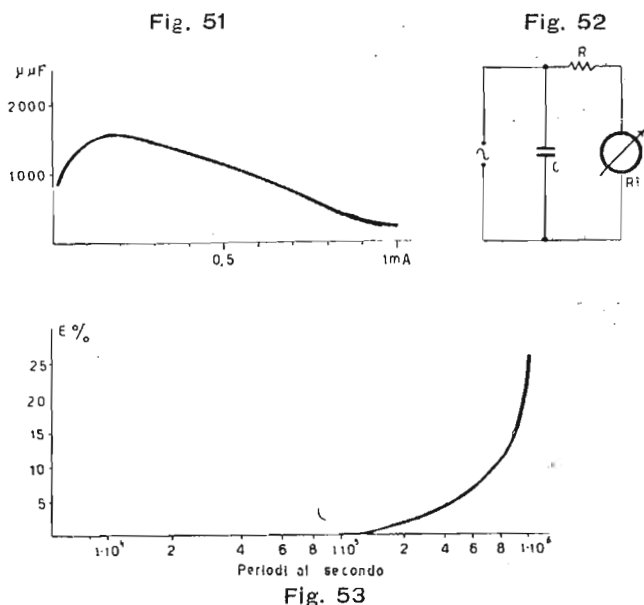 Fig. 51
Fig. 52
μμF
2000
1000
0,5
1mA
R
C
Ri
E%
25
20
15
10
5
1·10⁴
2
4
6
8
1·10⁵
2
4
6
8
1·10⁶
Periodi al secondo
Fig. 53